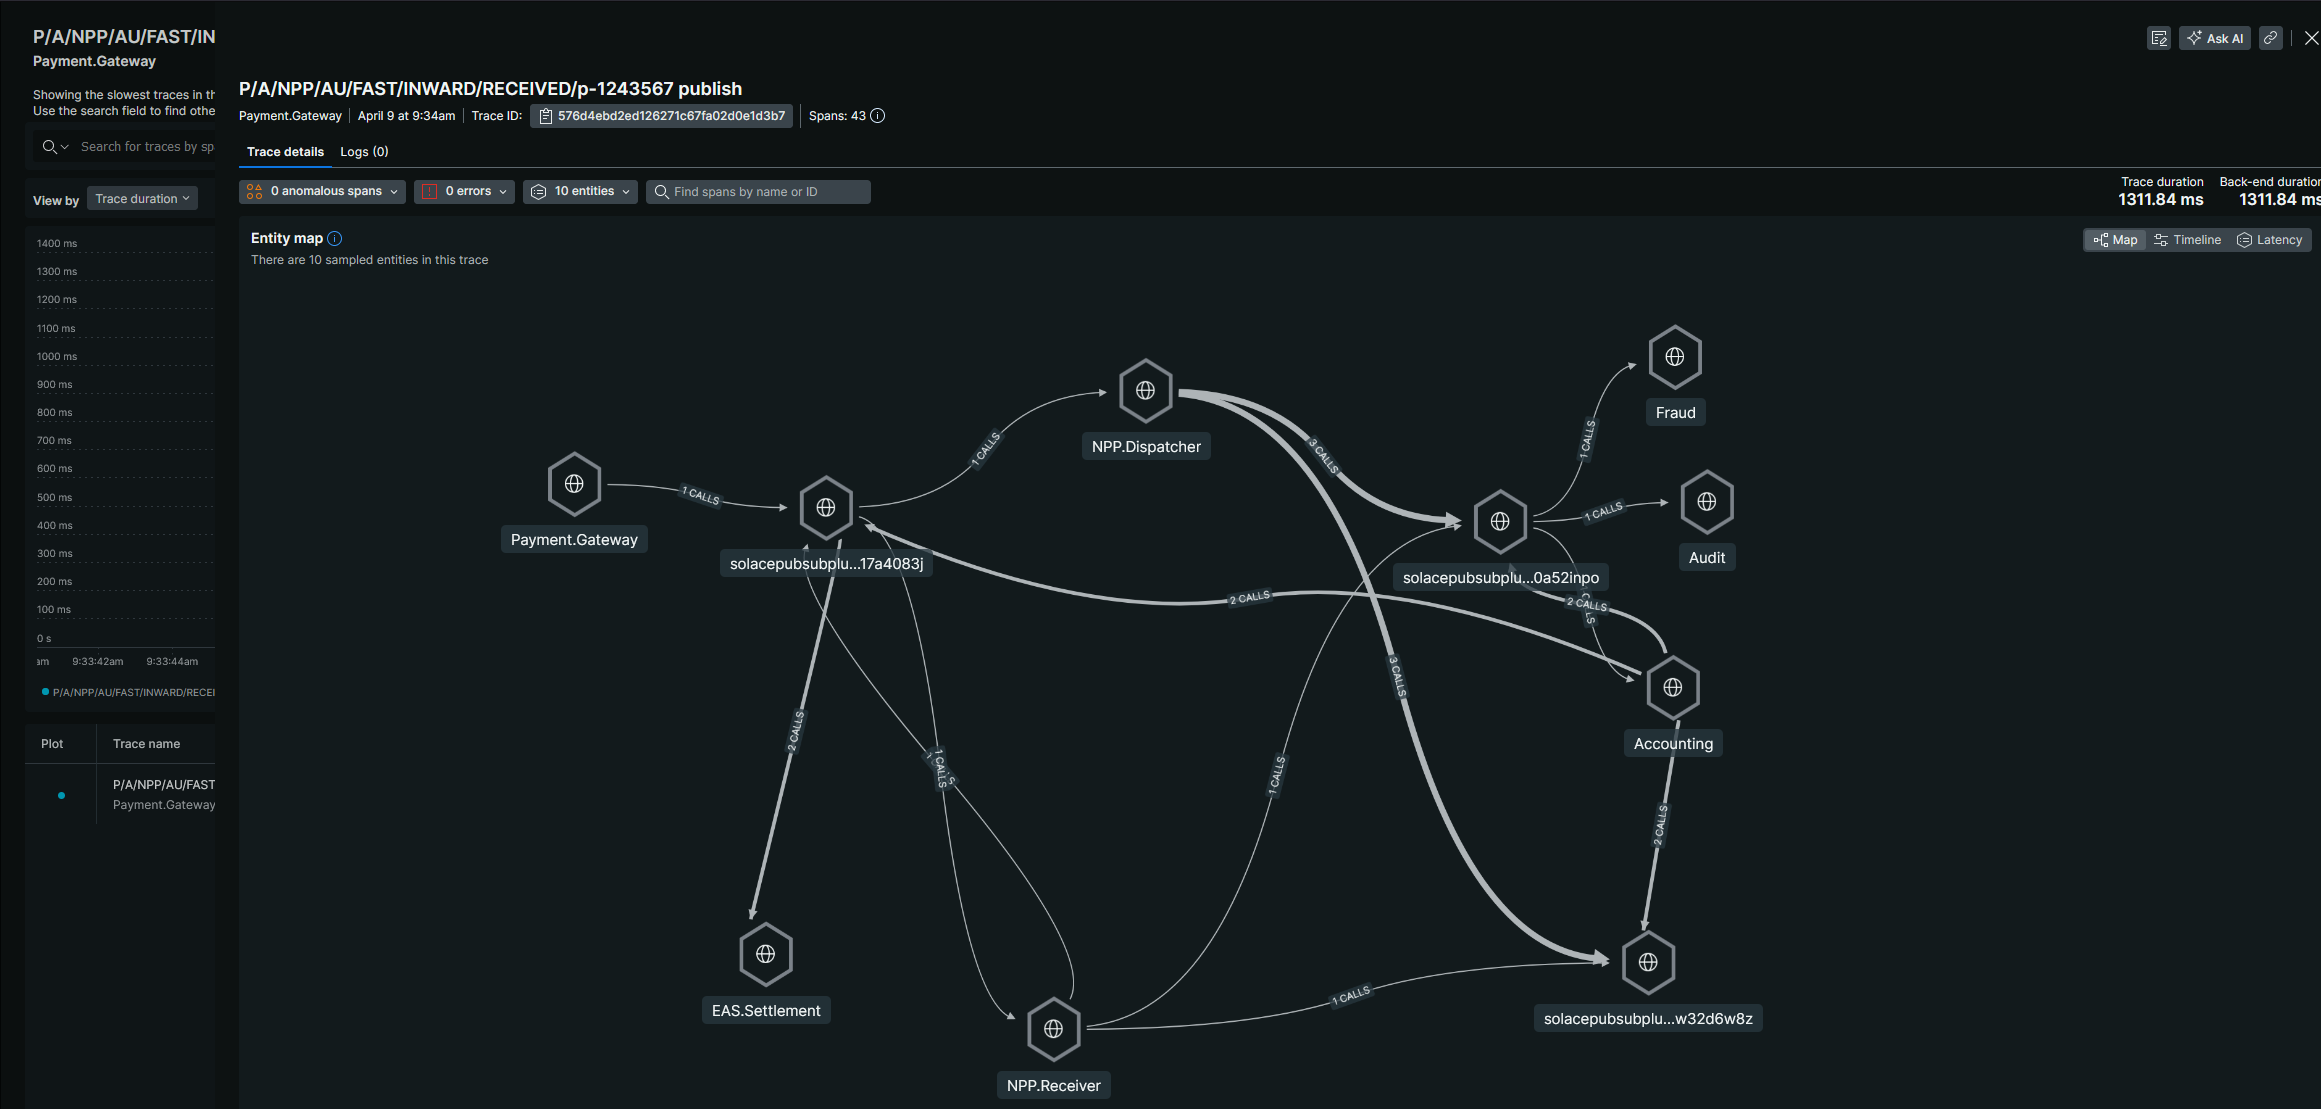 P/A/NPP/AU/FAST/IN
Payment.Gateway
Showing the slowest traces in th
Use the search field to find othe
Search for traces by sp
View by Trace duration
1400 ms
1300 ms
1200 ms
1100 ms
1000 ms
900 ms
800 ms
700 ms
600 ms
500 ms
400 ms
300 ms
200 ms
100 ms
0 s
am 9:33:42am 9:33:44am
P/A/NPP/AU/FAST/INWARD/RECEI
Plot Trace name
P/A/NPP/AU/FAST
Payment.Gateway
Ask AI
P/A/NPP/AU/FAST/INWARD/RECEIVED/p-1243567 publish
Payment.Gateway April 9 at 9:34am Trace ID: 576d4ebd2ed126271c67fa02d0e1d3b7 Spans: 43
Trace details Logs (0)
0 anomalous spans 0 errors 10 entities Find spans by name or ID
Trace duration Back-end duration
1311.84 ms 1311.84 ms
Entity map
There are 10 sampled entities in this trace
Map Timeline Latency
Fraud
NPP.Dispatcher
1 CALLS
3 CALLS
1 CALLS
1 CALLS
1 CALLS
Payment.Gateway
Audit
solacepubsubplu...17a4083j
solacepubsubplu...0a52inpo
2 CALLS
2 CALLS
3 CALLS
Accounting
2 CALLS
1 CALLS
1 CALLS
2 CALLS
1 CALLS
EAS.Settlement
solacepubsubplu...w32d6w8z
NPP.Receiver